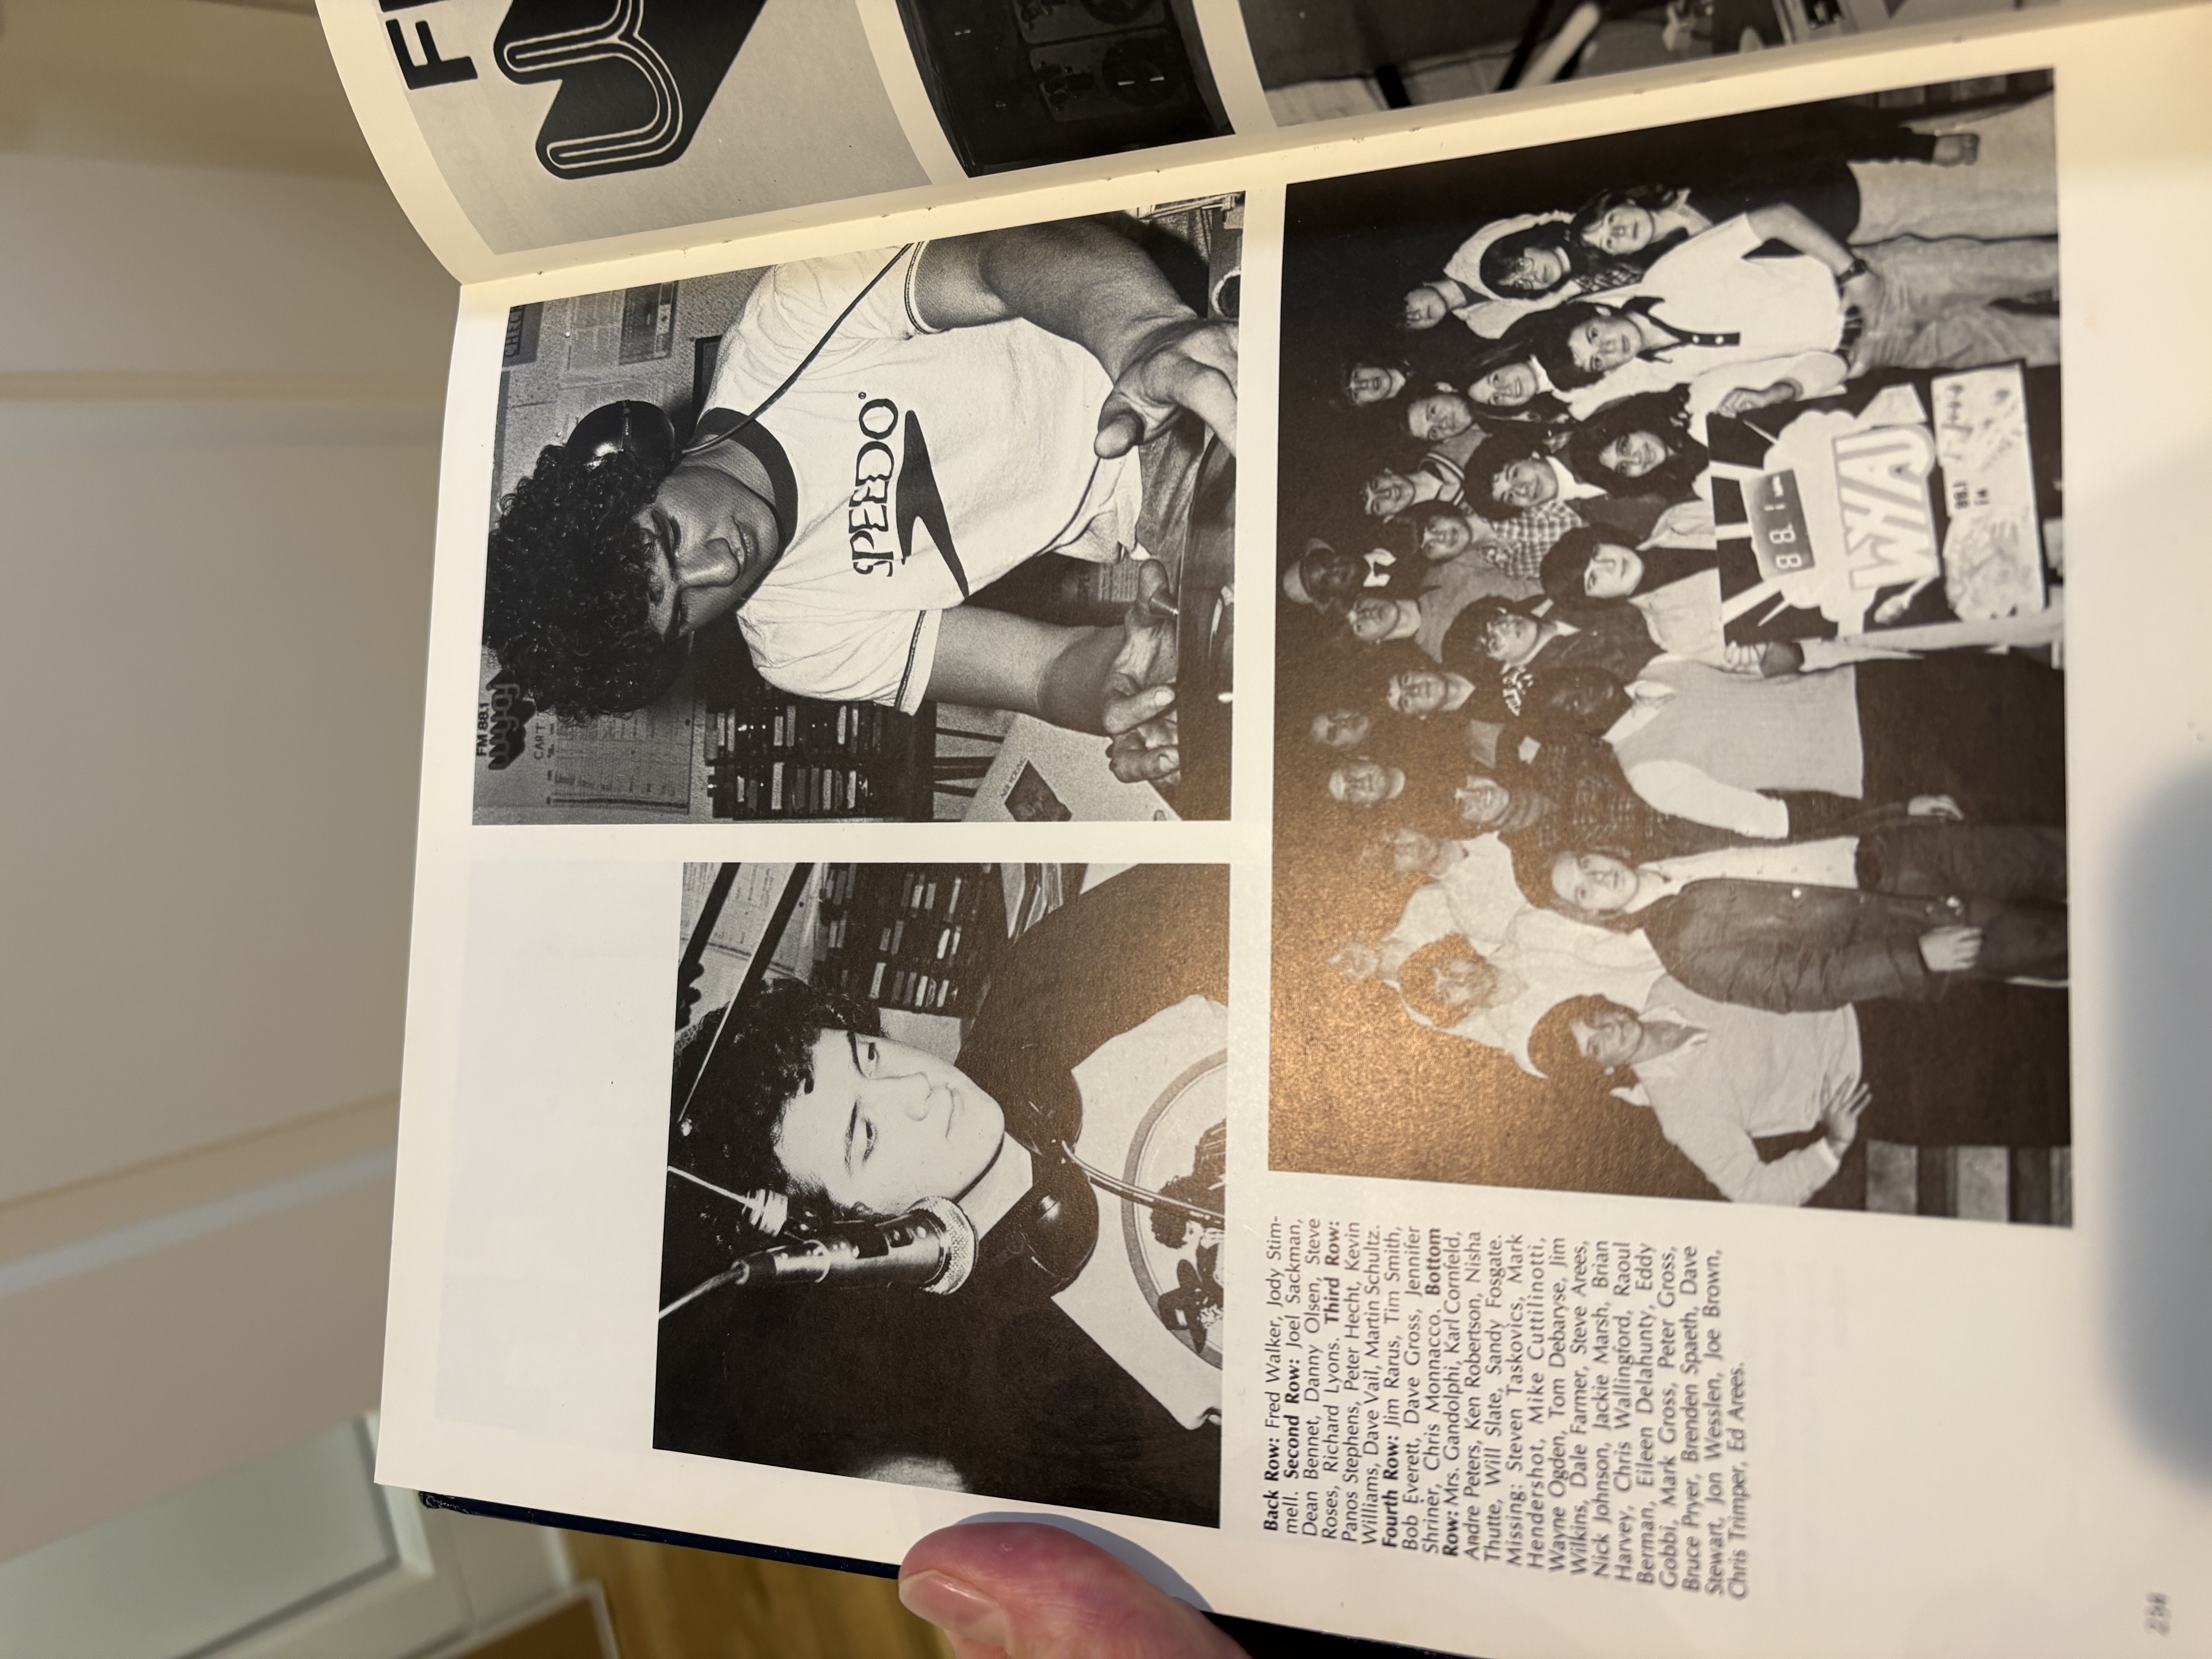 FM 88.1
wyaj
CART
CHECK
NEIL YOUNG
SPEEDO
Back Row: Fred Walker, Jody Stim-
mell. Second Row: Joel Sackman,
Dean Bennet, Danny Olsen, Steve
Roses, Richard Lyons. Third Row:
Panos Stephens, Peter Hecht, Kevin
Williams, Dave Vail, Martin Schultz.
Fourth Row: Jim Rarus, Tim Smith,
Bob Everett, Dave Gross, Jennifer
Shriner, Chris Monnacco. Bottom
Row: Mrs. Gandolphi, Karl Cornfeld,
Andre Peters, Ken Robertson, Nisha
Thutte, Will Slate, Sandy Fosgate.
Missing: Steven Taskovics, Mark
Hendershot, Mike Cuttilinotti,
Wayne Ogden, Tom Debaryse, Jim
Wilkins, Dale Farmer, Steve Arees,
Nick Johnson, Jackie Marsh, Brian
Harvey, Chris Wallingford, Raoul
Berman, Eileen Delahunty, Eddy
Gobbi, Mark Gross, Peter Gross,
Bruce Pryer, Brenden Spaeth, Dave
Stewart, Jon Wesslen, Joe Brown,
Chris Trimper, Ed Arees.
88.1
WYAJ
88.1